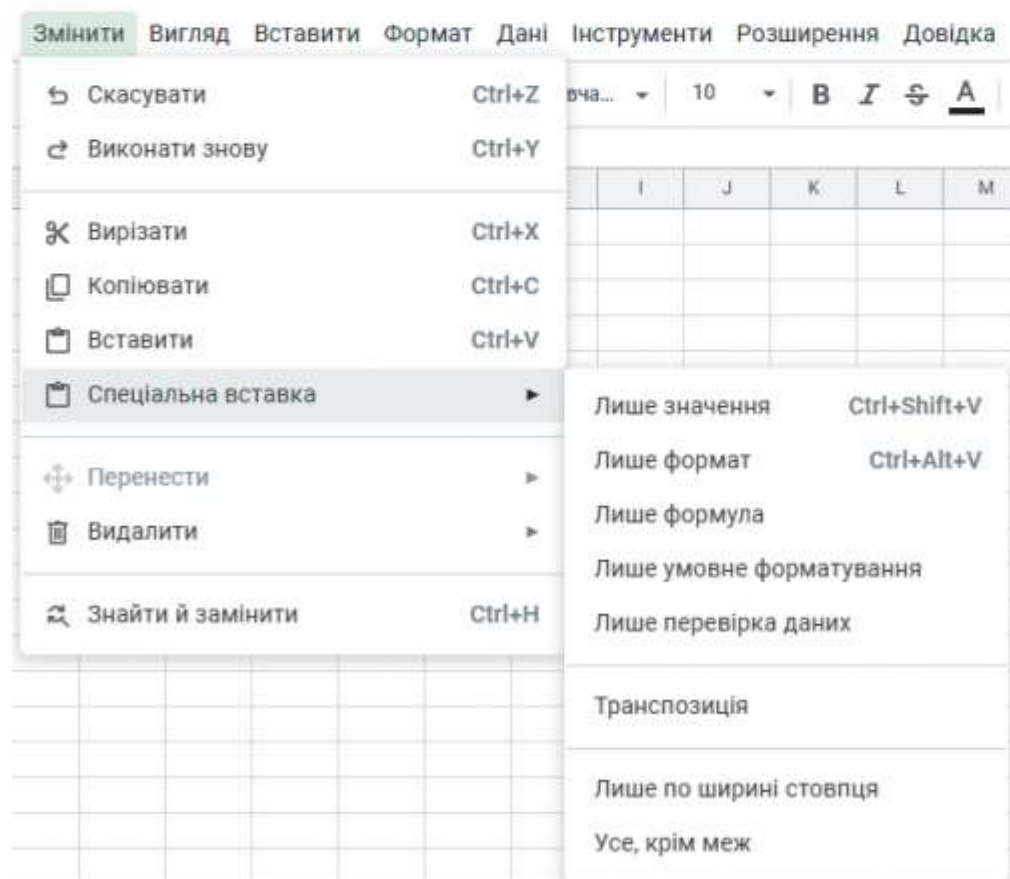 Змінити Вигляд Вставити Формат Дані Інструменти Розширення Довідка
Скасувати Ctrl+Z
вча... 10 B I S A
Виконати знову Ctrl+Y
I J K L M
Вирізати Ctrl+X
Копіювати Ctrl+C
Вставити Ctrl+V
Спеціальна вставка
Лише значення Ctrl+Shift+V
Лише формат Ctrl+Alt+V
Лише формула
Лише умовне форматування
Лише перевірка даних
Транспозиція
Лише по ширині стовпця
Усе, крім меж
Перенести
Видалити
Знайти й замінити Ctrl+H